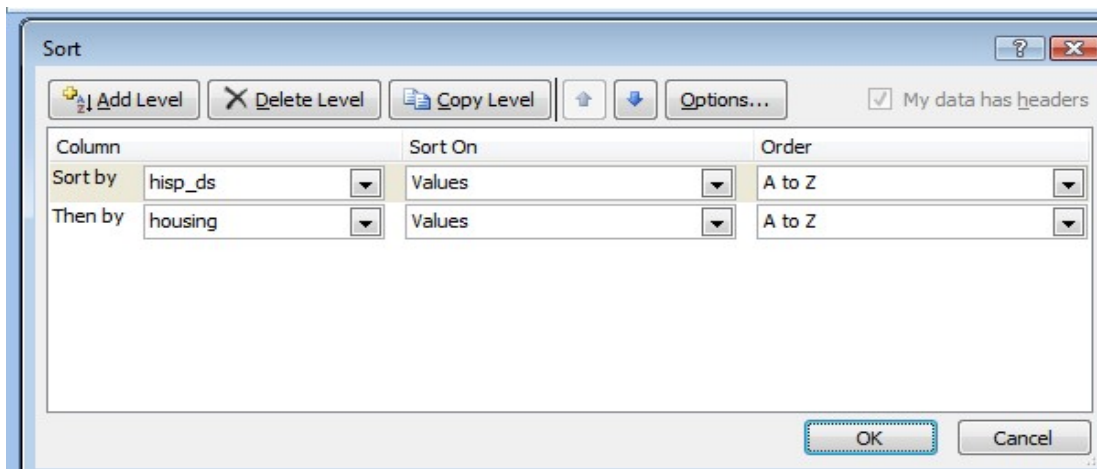 Sort
Add Level Delete Level Copy Level Options... My data has headers
Column Sort On Order
Sort by hisp_ds Values A to Z
Then by housing Values A to Z
OK Cancel